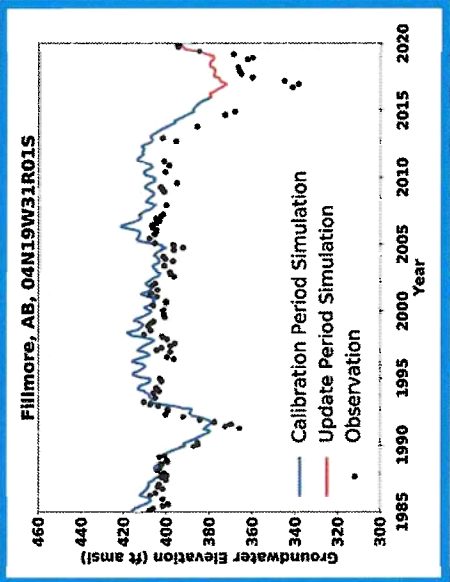 Fillmore, AB, 04N19W31R01S
Groundwater Elevation (ft amsl)
460
440
420
400
380
360
340
320
300
Calibration Period Simulation
Update Period Simulation
Observation
1985
1990
1995
2000
2005
2010
2015
2020
Year